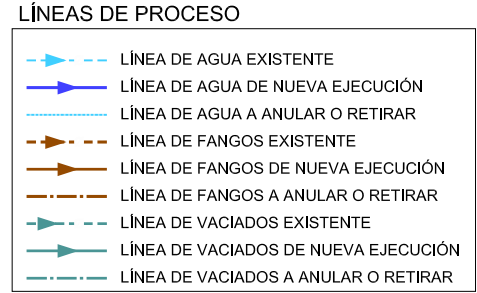 LÍNEAS DE PROCESO
LÍNEA DE AGUA EXISTENTE
LÍNEA DE AGUA DE NUEVA EJECUCIÓN
LÍNEA DE AGUA A ANULAR O RETIRAR
LÍNEA DE FANGOS EXISTENTE
LÍNEA DE FANGOS DE NUEVA EJECUCIÓN
LÍNEA DE FANGOS A ANULAR O RETIRAR
LÍNEA DE VACIADOS EXISTENTE
LÍNEA DE VACIADOS DE NUEVA EJECUCIÓN
LÍNEA DE VACIADOS A ANULAR O RETIRAR